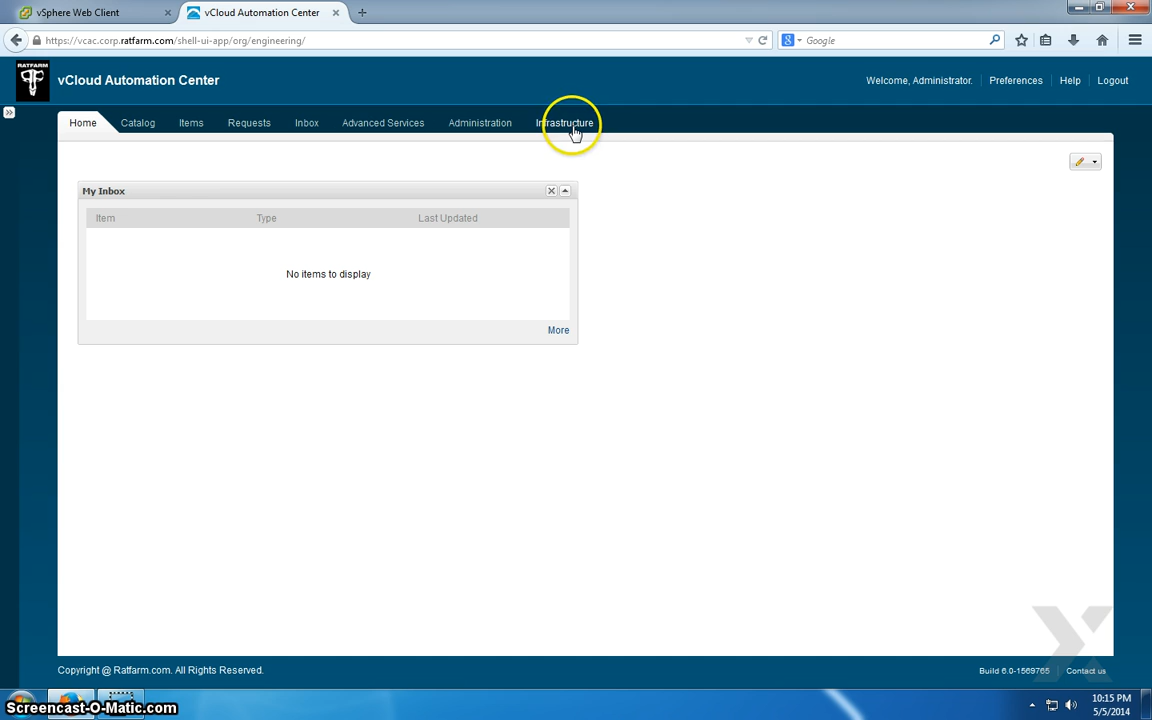 vSphere Web Client
vCloud Automation Center
https://vcac.corp.ratfarm.com/shell-ui-app/org/engineering/
Google
RATFARM
vCloud Automation Center
Welcome, Administrator.
Preferences
Help
Logout
Home
Catalog
Items
Requests
Inbox
Advanced Services
Administration
Infrastructure
My Inbox
Item
Type
Last Updated
No items to display
More
Copyright @ Ratfarm.com. All Rights Reserved.
Build 6.0-1569765
Contact us
Screencast-O-Matic.com
10:15 PM
5/5/2014